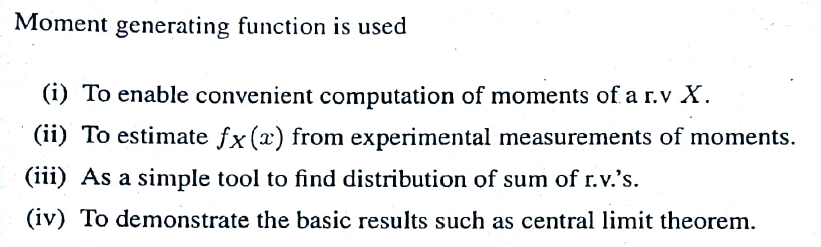 Moment generating function is used
(i) To enable convenient computation of moments of a r.v X.
(ii) To estimate fX(x) from experimental measurements of moments.
(iii) As a simple tool to find distribution of sum of r.v.'s.
(iv) To demonstrate the basic results such as central limit theorem.